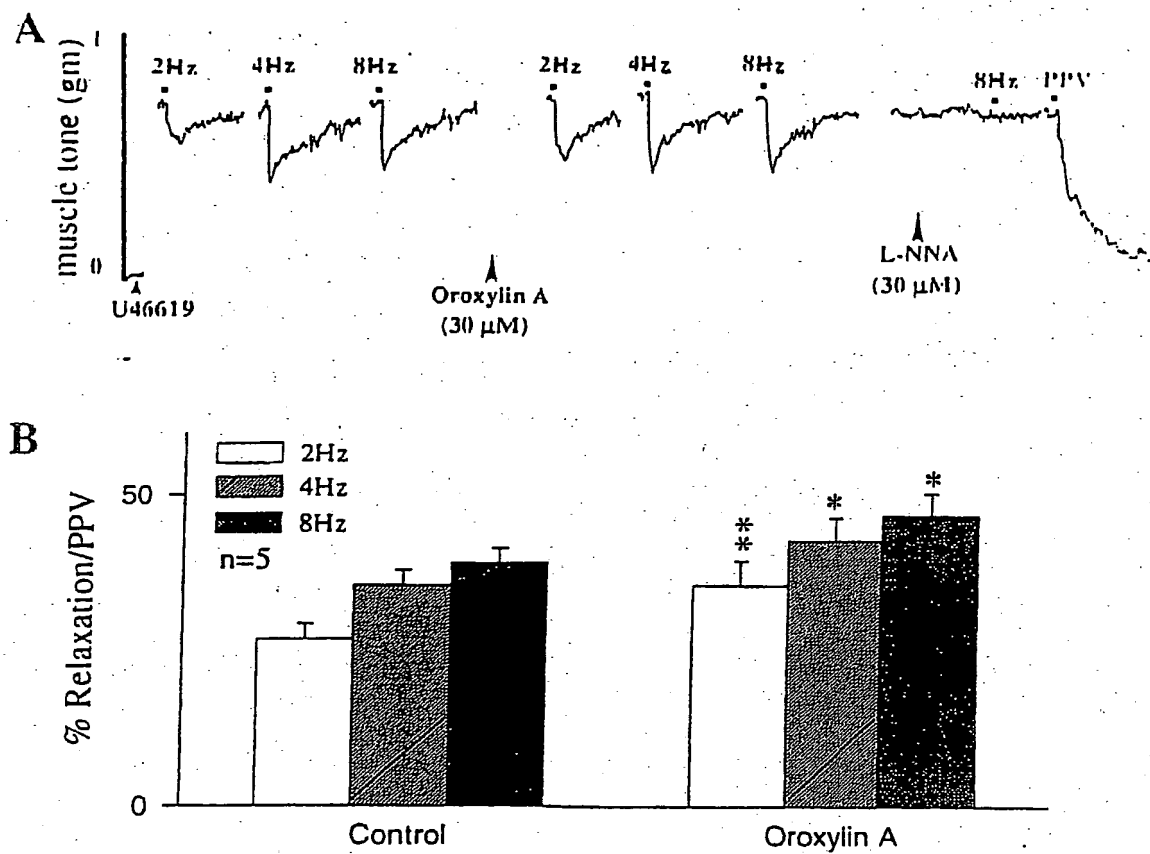 A
muscle tone (gm)
1
0
2Hz 4Hz 8Hz 2Hz 4Hz 8Hz 8Hz PPV
U46619
Oroxylin A
(30 µM)
L-NNA
(30 µM)
B
% Relaxation/PPV
50
0
2Hz
4Hz
8Hz
n=5
**
*
*
Control Oroxylin A